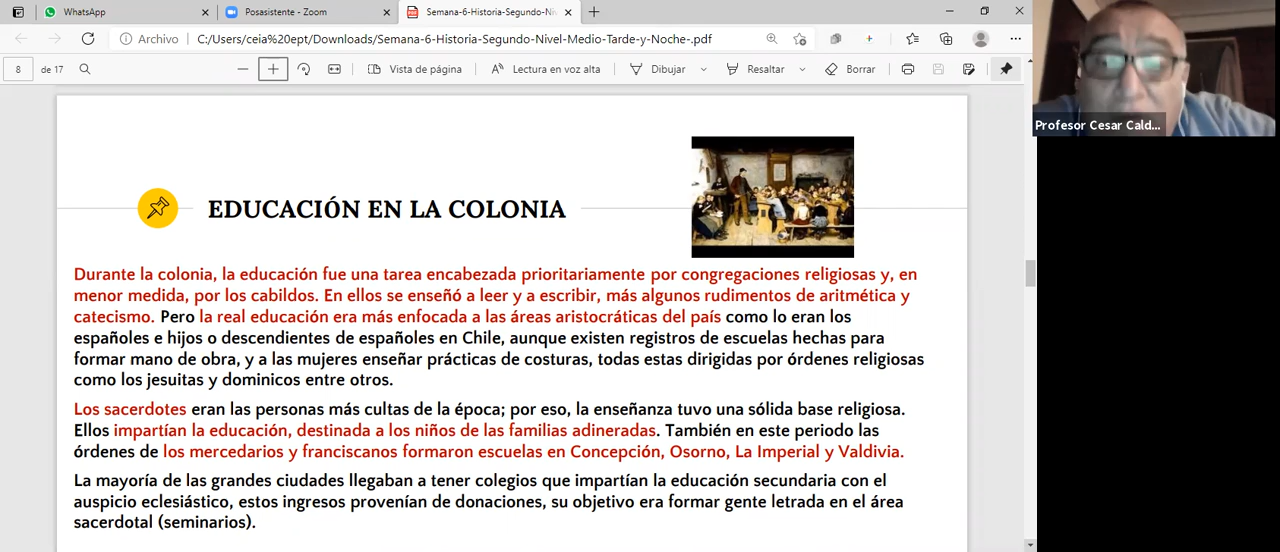 WhatsApp
Posasistente - Zoom
Semana-6-Historia-Segundo-Ni
Archivo
C:/Users/ceia%20ept/Downloads/Semana-6-Historia-Segundo-Nivel-Medio-Tarde-y-Noche-.pdf
8 de 17
Vista de página
Lectura en voz alta
Dibujar
Resaltar
Borrar
Profesor Cesar Cald...
EDUCACIÓN EN LA COLONIA
Durante la colonia, la educación fue una tarea encabezada prioritariamente por congregaciones religiosas y, en
menor medida, por los cabildos. En ellos se enseñó a leer y a escribir, más algunos rudimentos de aritmética y
catecismo. Pero la real educación era más enfocada a las áreas aristocráticas del país como lo eran los
españoles e hijos o descendientes de españoles en Chile, aunque existen registros de escuelas hechas para
formar mano de obra, y a las mujeres enseñar prácticas de costuras, todas estas dirigidas por órdenes religiosas
como los jesuitas y dominicos entre otros.
Los sacerdotes eran las personas más cultas de la época; por eso, la enseñanza tuvo una sólida base religiosa.
Ellos impartían la educación, destinada a los niños de las familias adineradas. También en este periodo las
órdenes de los mercedarios y franciscanos formaron escuelas en Concepción, Osorno, La Imperial y Valdivia.
La mayoría de las grandes ciudades llegaban a tener colegios que impartían la educación secundaria con el
auspicio eclesiástico, estos ingresos provenían de donaciones, su objetivo era formar gente letrada en el área
sacerdotal (seminarios).